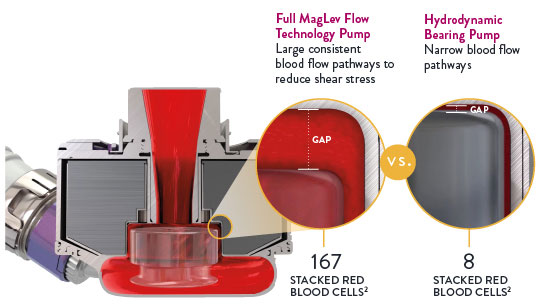 Full MagLev Flow
Technology Pump
Large consistent
blood flow pathways to
reduce shear stress
Hydrodynamic
Bearing Pump
Narrow blood flow
pathways
GAP
VS.
GAP
167
STACKED RED
BLOOD CELLS²
8
STACKED RED
BLOOD CELLS²